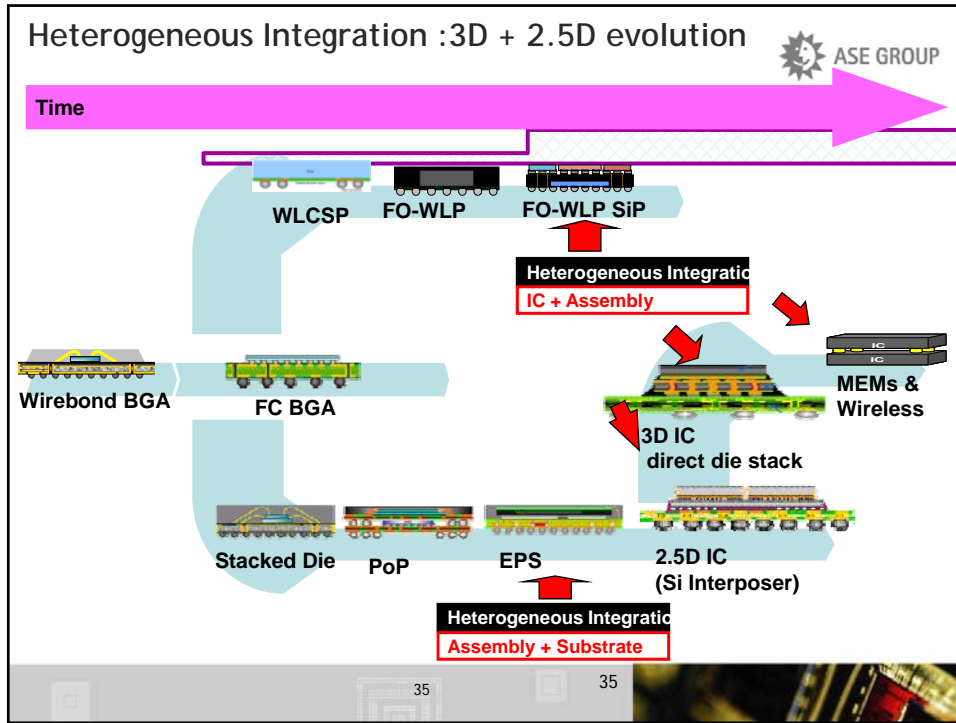 Heterogeneous Integration :3D + 2.5D evolution
ASE GROUP
Time
WLCSP
FO-WLP
FO-WLP SiP
Heterogeneous Integratio
IC + Assembly
IC
IC
MEMs &
Wireless
Wirebond BGA
FC BGA
3D IC
direct die stack
Stacked Die
PoP
EPS
2.5D IC
(Si Interposer)
Heterogeneous Integratio
Assembly + Substrate
35
35